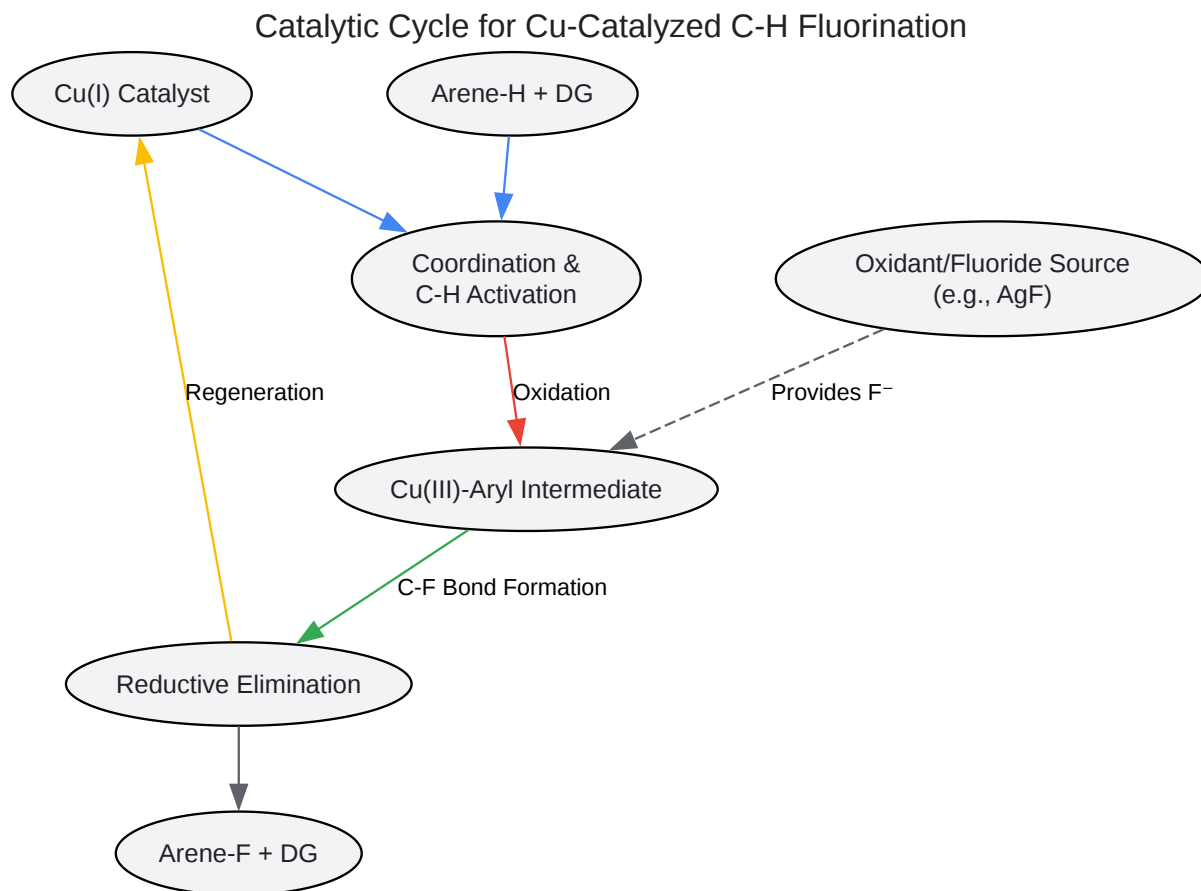 Catalytic Cycle for Cu-Catalyzed C-H Fluorination
Cu(I) Catalyst
Arene-H + DG
Coordination &
C-H Activation
Oxidant/Fluoride Source
(e.g., AgF)
Regeneration
Oxidation
Provides F⁻
Cu(III)-Aryl Intermediate
C-F Bond Formation
Reductive Elimination
Arene-F + DG